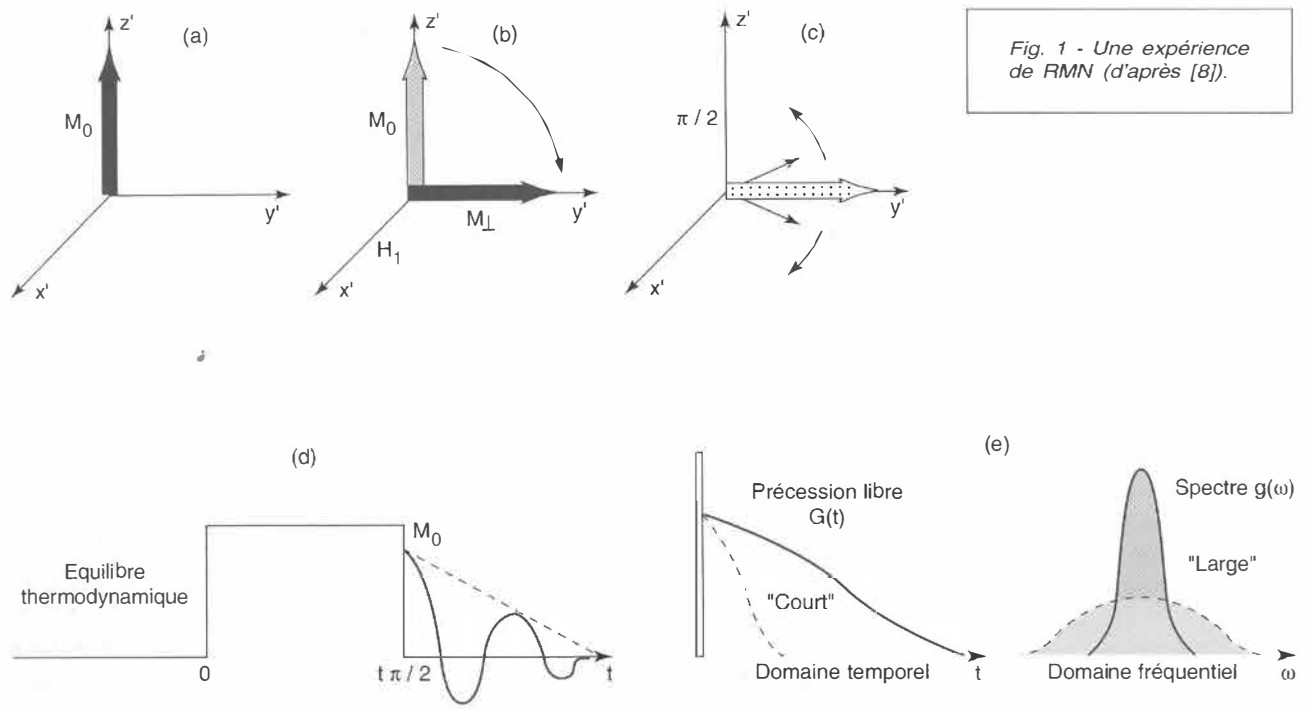 z'
(a)
M0
y'
x'
z'
(b)
M0
y'
M⊥
H1
x'
z'
(c)
π / 2
y'
x'
Fig. 1 - Une expérience
de RMN (d'après [8]).
(d)
M0
Equilibre
thermodynamique
0
t π / 2
t
(e)
Précession libre
G(t)
"Court"
Domaine temporel
t
Spectre g(ω)
"Large"
Domaine fréquentiel
ω